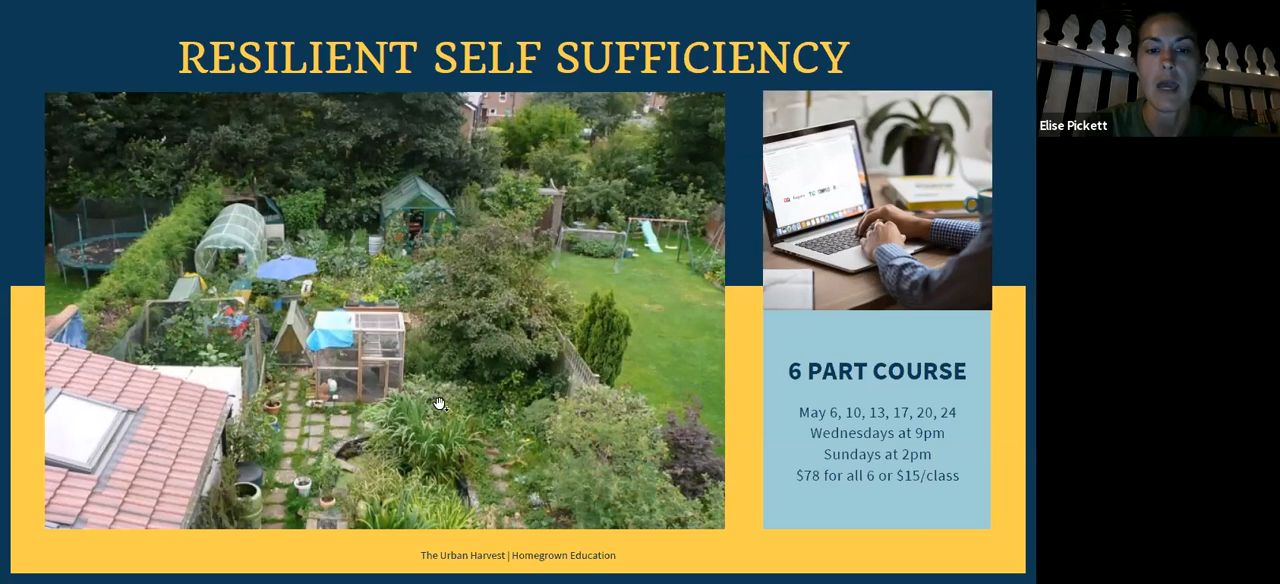 RESILIENT SELF SUFFICIENCY
Elise Pickett
6 PART COURSE
May 6, 10, 13, 17, 20, 24
Wednesdays at 9pm
Sundays at 2pm
$78 for all 6 or $15/class
The Urban Harvest | Homegrown Education